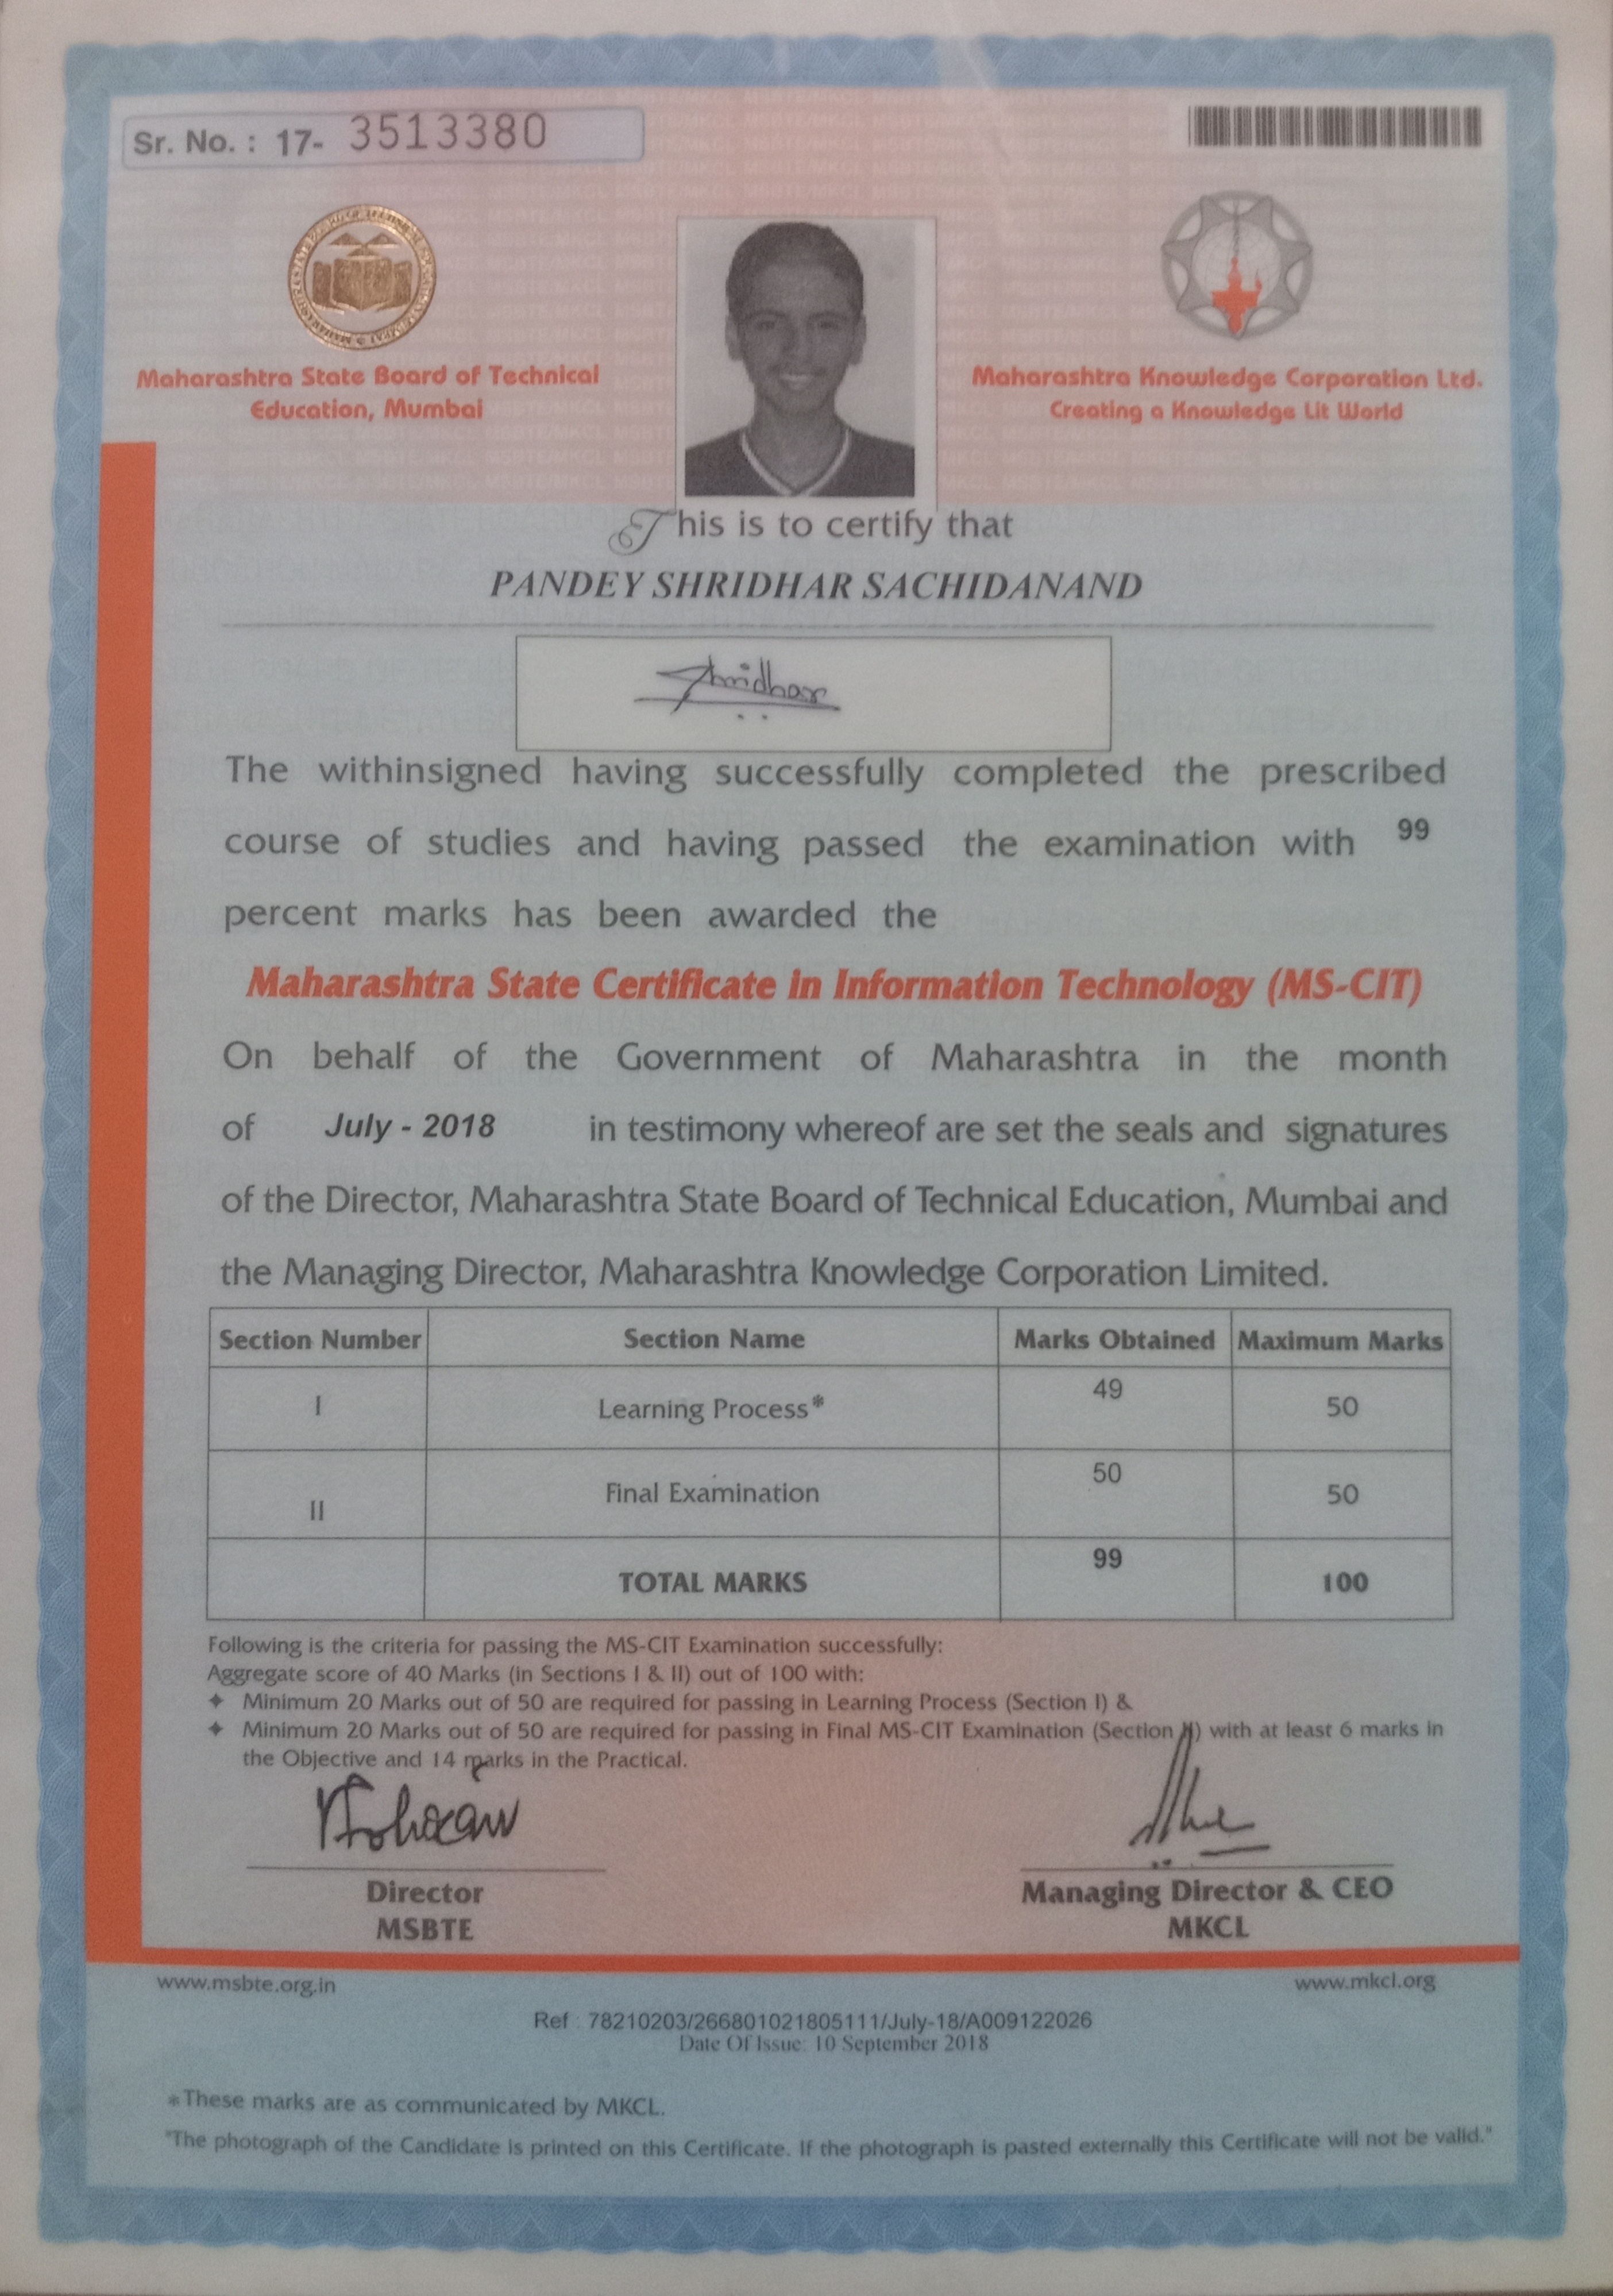 Sr. No. : 17- 3513380
Maharashtra State Board of Technical
Education, Mumbai
Maharashtra Knowledge Corporation Ltd.
Creating a Knowledge Lit World
This is to certify that
PANDEY SHRIDHAR SACHIDANAND
Shridhar
The withinsigned having successfully completed the prescribed
course of studies and having passed the examination with 99
percent marks has been awarded the
Maharashtra State Certificate in Information Technology (MS-CIT)
On behalf of the Government of Maharashtra in the month
of July - 2018 in testimony whereof are set the seals and signatures
of the Director, Maharashtra State Board of Technical Education, Mumbai and
the Managing Director, Maharashtra Knowledge Corporation Limited.
Section Number Section Name Marks Obtained Maximum Marks
I Learning Process* 49 50
II Final Examination 50 50
TOTAL MARKS 99 100
Following is the criteria for passing the MS-CIT Examination successfully:
Aggregate score of 40 Marks (in Sections I & II) out of 100 with:
✦ Minimum 20 Marks out of 50 are required for passing in Learning Process (Section I) &
✦ Minimum 20 Marks out of 50 are required for passing in Final MS-CIT Examination (Section II) with at least 6 marks in
the Objective and 14 marks in the Practical.
Director
MSBTE
Managing Director & CEO
MKCL
www.msbte.org.in
www.mkcl.org
Ref : 78210203/266801021805111/July-18/A009122026
Date Of Issue: 10 September 2018
*These marks are as communicated by MKCL.
"The photograph of the Candidate is printed on this Certificate. If the photograph is pasted externally this Certificate will not be valid."